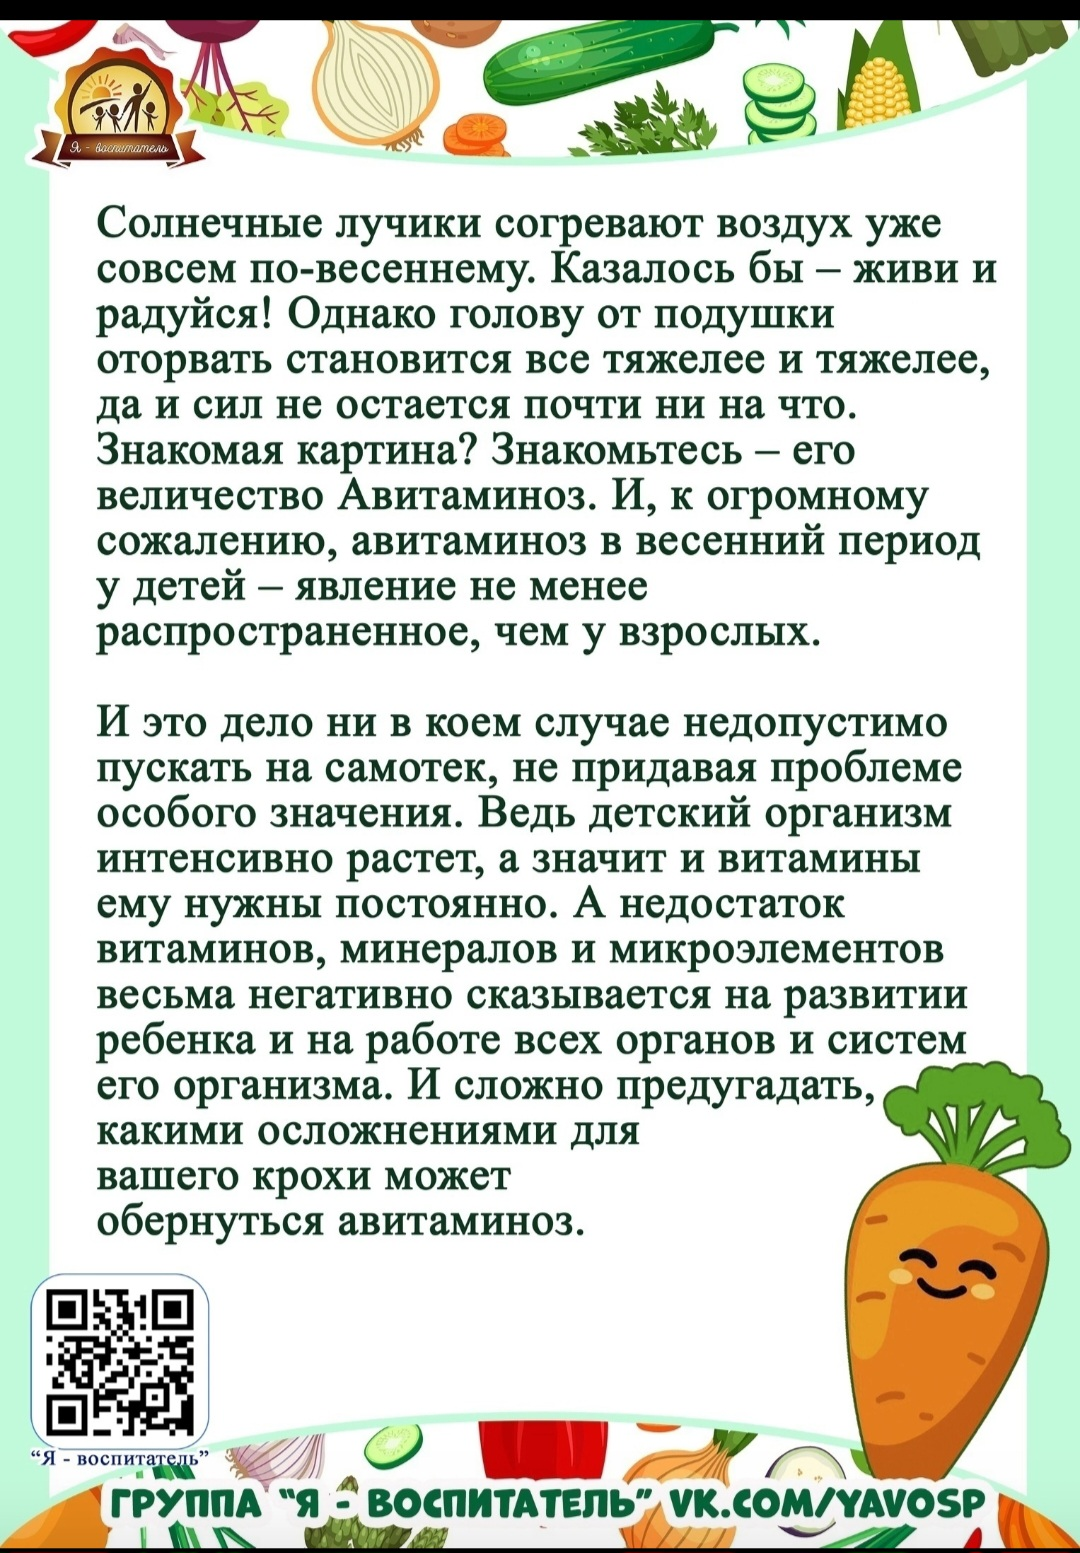 Я - воспитатель
Солнечные лучики согревают воздух уже
совсем по-весеннему. Казалось бы – живи и
радуйся! Однако голову от подушки
оторвать становится все тяжелее и тяжелее,
да и сил не остается почти ни на что.
Знакомая картина? Знакомьтесь – его
величество Авитаминоз. И, к огромному
сожалению, авитаминоз в весенний период
у детей – явление не менее
распространенное, чем у взрослых.
И это дело ни в коем случае недопустимо
пускать на самотек, не придавая проблеме
особого значения. Ведь детский организм
интенсивно растет, а значит и витамины
ему нужны постоянно. А недостаток
витаминов, минералов и микроэлементов
весьма негативно сказывается на развитии
ребенка и на работе всех органов и систем
его организма. И сложно предугадать,
какими осложнениями для
вашего крохи может
обернуться авитаминоз.
“Я - воспитатель”
ГРУППА “Я - ВОСПИТАТЕЛЬ” VK.COM/YAVOSP